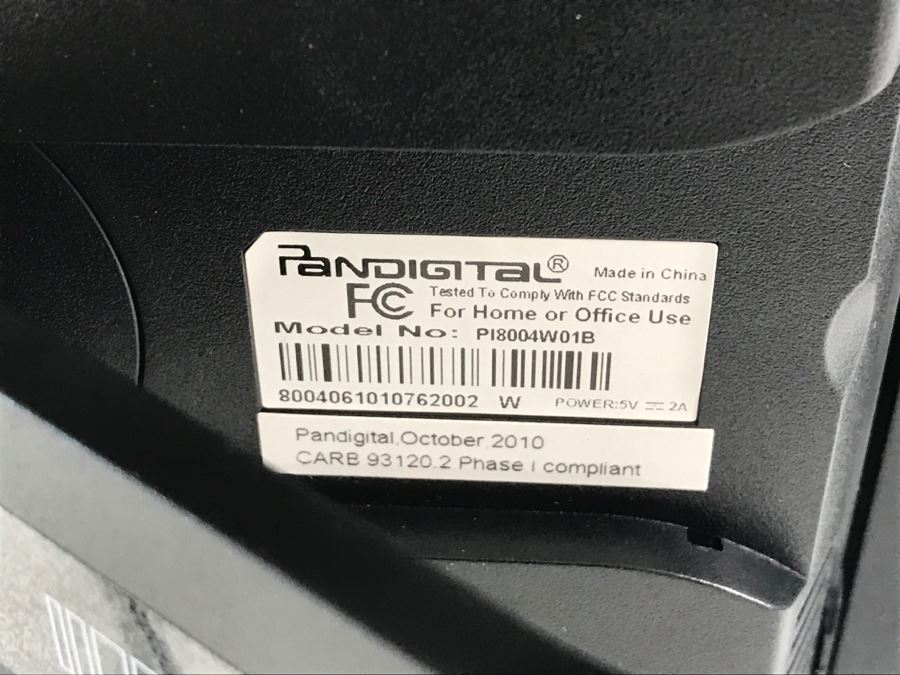 PANDIGITAL® Made in China
FC Tested To Comply With FCC Standards
For Home or Office Use
Model No: PI8004W01B
8004061010762002 W POWER:5V ⎓ 2A
Pandigital,October,2010
CARB 93120.2 Phase I compliant